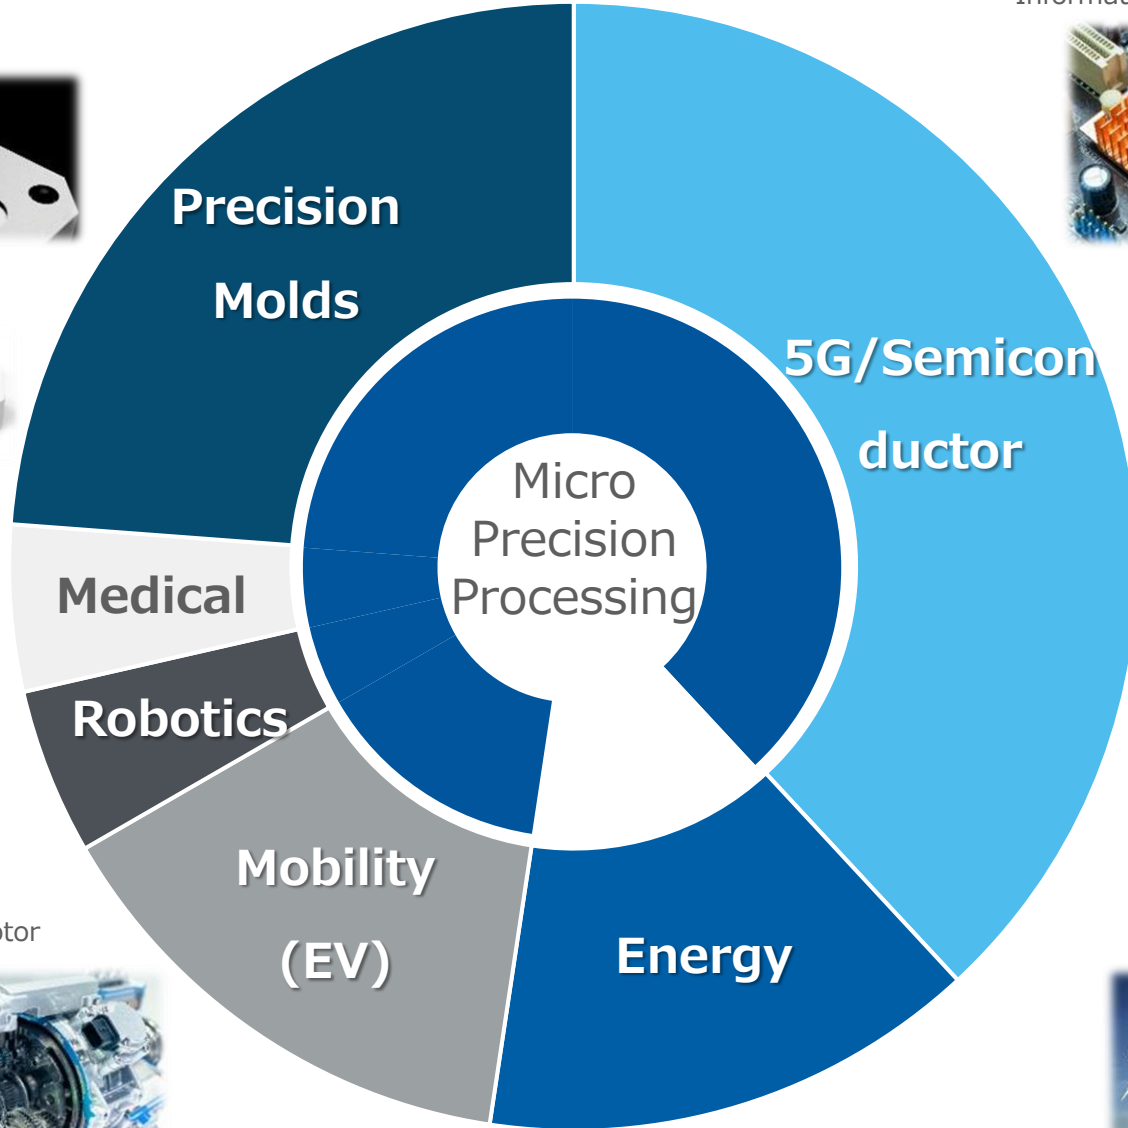 Precision
Molds
5G/Semicon
ductor
Micro
Precision
Processing
Medical
Robotics
Mobility
(EV)
Energy